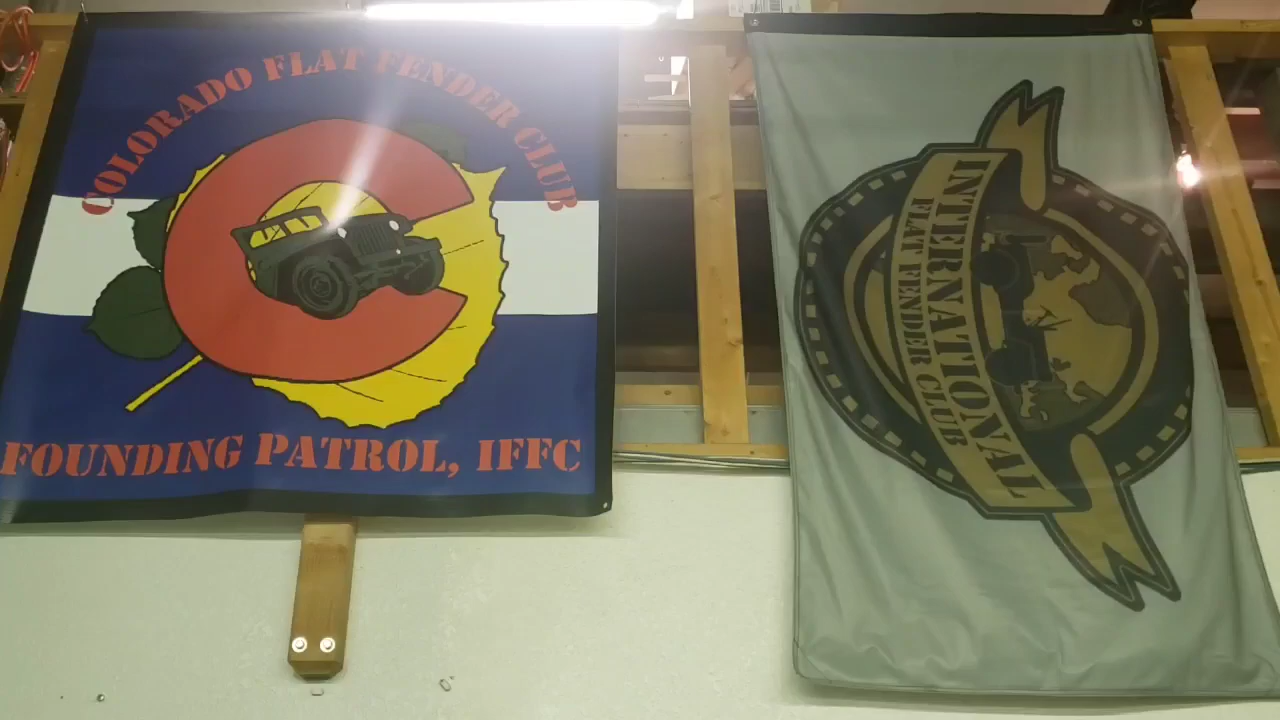 COLORADO FLAT FENDER CLUB
FOUNDING PATROL, IFFC
INTERNATIONAL
FLAT FENDER CLUB